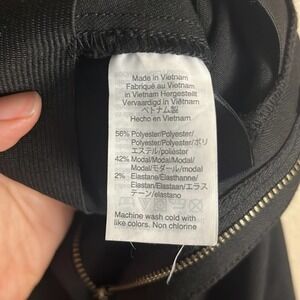 Made in Vietnam
Fabriqué au Vietnam
in Vietnam Hergestellt
Vervaardigd in Viëtnam
ベトナム製
Hecho en Vietnam
56% Polyester/Polyester/
Polyester/Polyester/ポリ
エステル/poliéster
42% Modal/Modal/Modal/
Modal/モダール/modal
2% Elastane/Elasthanne/
Elastan/Elastaan/エラス
テーン/elastano
Machine wash cold with
like colors. Non chlorine